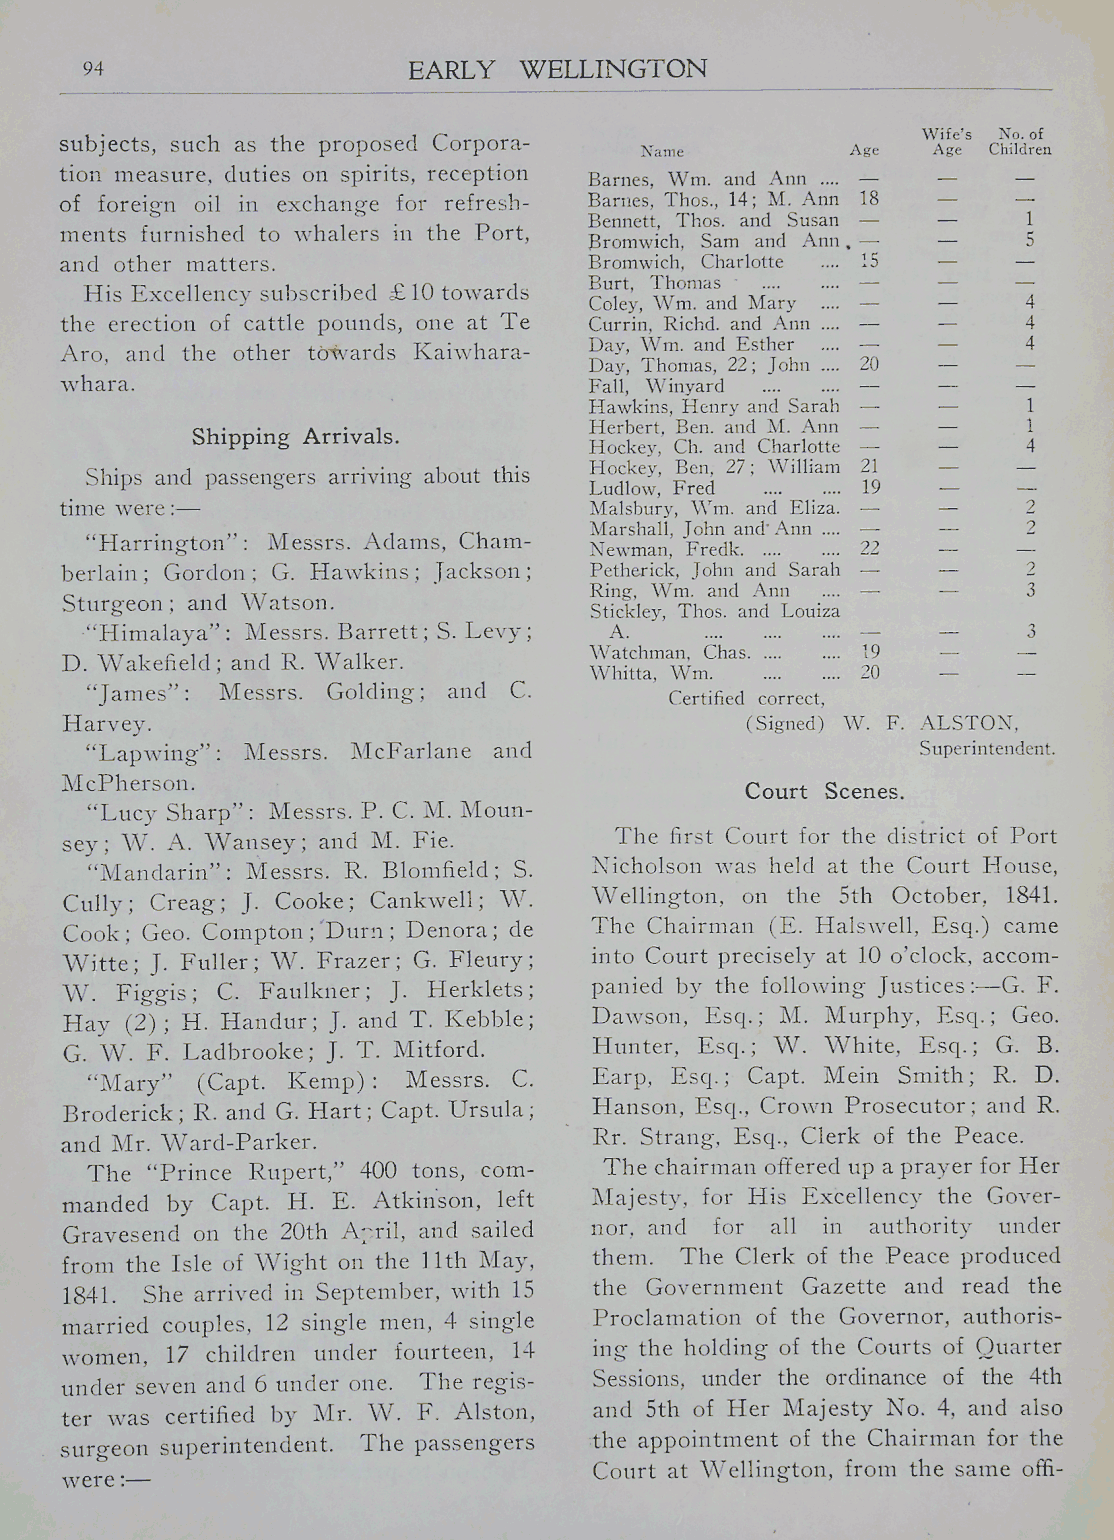 94
EARLY WELLINGTON
subjects, such as the proposed Corpora-
tion measure, duties on spirits, reception
of foreign oil in exchange for refresh-
ments furnished to whalers in the Port,
and other matters.
His Excellency subscribed £10 towards
the erection of cattle pounds, one at Te
Aro, and the other towards Kaiwhara-
whara.
Shipping Arrivals.
Ships and passengers arriving about this
time were:—
"Harrington": Messrs. Adams, Cham-
berlain; Gordon; G. Hawkins; Jackson;
Sturgeon; and Watson.
"Himalaya": Messrs. Barrett; S. Levy;
D. Wakefield; and R. Walker.
"James": Messrs. Golding; and C.
Harvey.
"Lapwing": Messrs. McFarlane and
McPherson.
"Lucy Sharp": Messrs. P. C. M. Moun-
sey; W. A. Wansey; and M. Fie.
"Mandarin": Messrs. R. Blomfield; S.
Cully; Creag; J. Cooke; Cankwell; W.
Cook; Geo. Compton; Durn; Denora; de
Witte; J. Fuller; W. Frazer; G. Fleury;
W. Figgis; C. Faulkner; J. Herklets;
Hay (2); H. Handur; J. and T. Kebble;
G. W. F. Ladbrooke; J. T. Mitford.
"Mary" (Capt. Kemp): Messrs. C.
Broderick; R. and G. Hart; Capt. Ursula;
and Mr. Ward-Parker.
The "Prince Rupert," 400 tons, com-
manded by Capt. H. E. Atkinson, left
Gravesend on the 20th April, and sailed
from the Isle of Wight on the 11th May,
1841. She arrived in September, with 15
married couples, 12 single men, 4 single
women, 17 children under fourteen, 14
under seven and 6 under one. The regis-
ter was certified by Mr. W. F. Alston,
surgeon superintendent. The passengers
were:—
Wife's No. of
Name Age Age Children
Barnes, Wm. and Ann .... — — —
Barnes, Thos., 14; M. Ann 18 — —
Bennett, Thos. and Susan — — 1
Bromwich, Sam and Ann . — — 5
Bromwich, Charlotte .... 15 — —
Burt, Thomas .... .... — — —
Coley, Wm. and Mary .... — — 4
Currin, Richd. and Ann .... — — 4
Day, Wm. and Esther .... — — 4
Day, Thomas, 22; John .... 20 — —
Fall, Winyard .... .... — — —
Hawkins, Henry and Sarah — — 1
Herbert, Ben. and M. Ann — — 1
Hockey, Ch. and Charlotte — — 4
Hockey, Ben, 27; William 21 — —
Ludlow, Fred .... .... 19 — —
Malsbury, Wm. and Eliza. — — 2
Marshall, John and Ann .... — — 2
Newman, Fredk. .... .... 22 — —
Petherick, John and Sarah — — 2
Ring, Wm. and Ann .... — — 3
Stickley, Thos. and Louiza
A. .... .... .... — — 3
Watchman, Chas. .... .... 19 — —
Whitta, Wm. .... .... 20 — —
Certified correct,
(Signed) W. F. ALSTON,
Superintendent.
Court Scenes.
The first Court for the district of Port
Nicholson was held at the Court House,
Wellington, on the 5th October, 1841.
The Chairman (E. Halswell, Esq.) came
into Court precisely at 10 o'clock, accom-
panied by the following Justices:—G. F.
Dawson, Esq.; M. Murphy, Esq.; Geo.
Hunter, Esq.; W. White, Esq.; G. B.
Earp, Esq.; Capt. Mein Smith; R. D.
Hanson, Esq., Crown Prosecutor; and R.
Rr. Strang, Esq., Clerk of the Peace.
The chairman offered up a prayer for Her
Majesty, for His Excellency the Gover-
nor, and for all in authority under
them. The Clerk of the Peace produced
the Government Gazette and read the
Proclamation of the Governor, authoris-
ing the holding of the Courts of Quarter
Sessions, under the ordinance of the 4th
and 5th of Her Majesty No. 4, and also
the appointment of the Chairman for the
Court at Wellington, from the same offi-